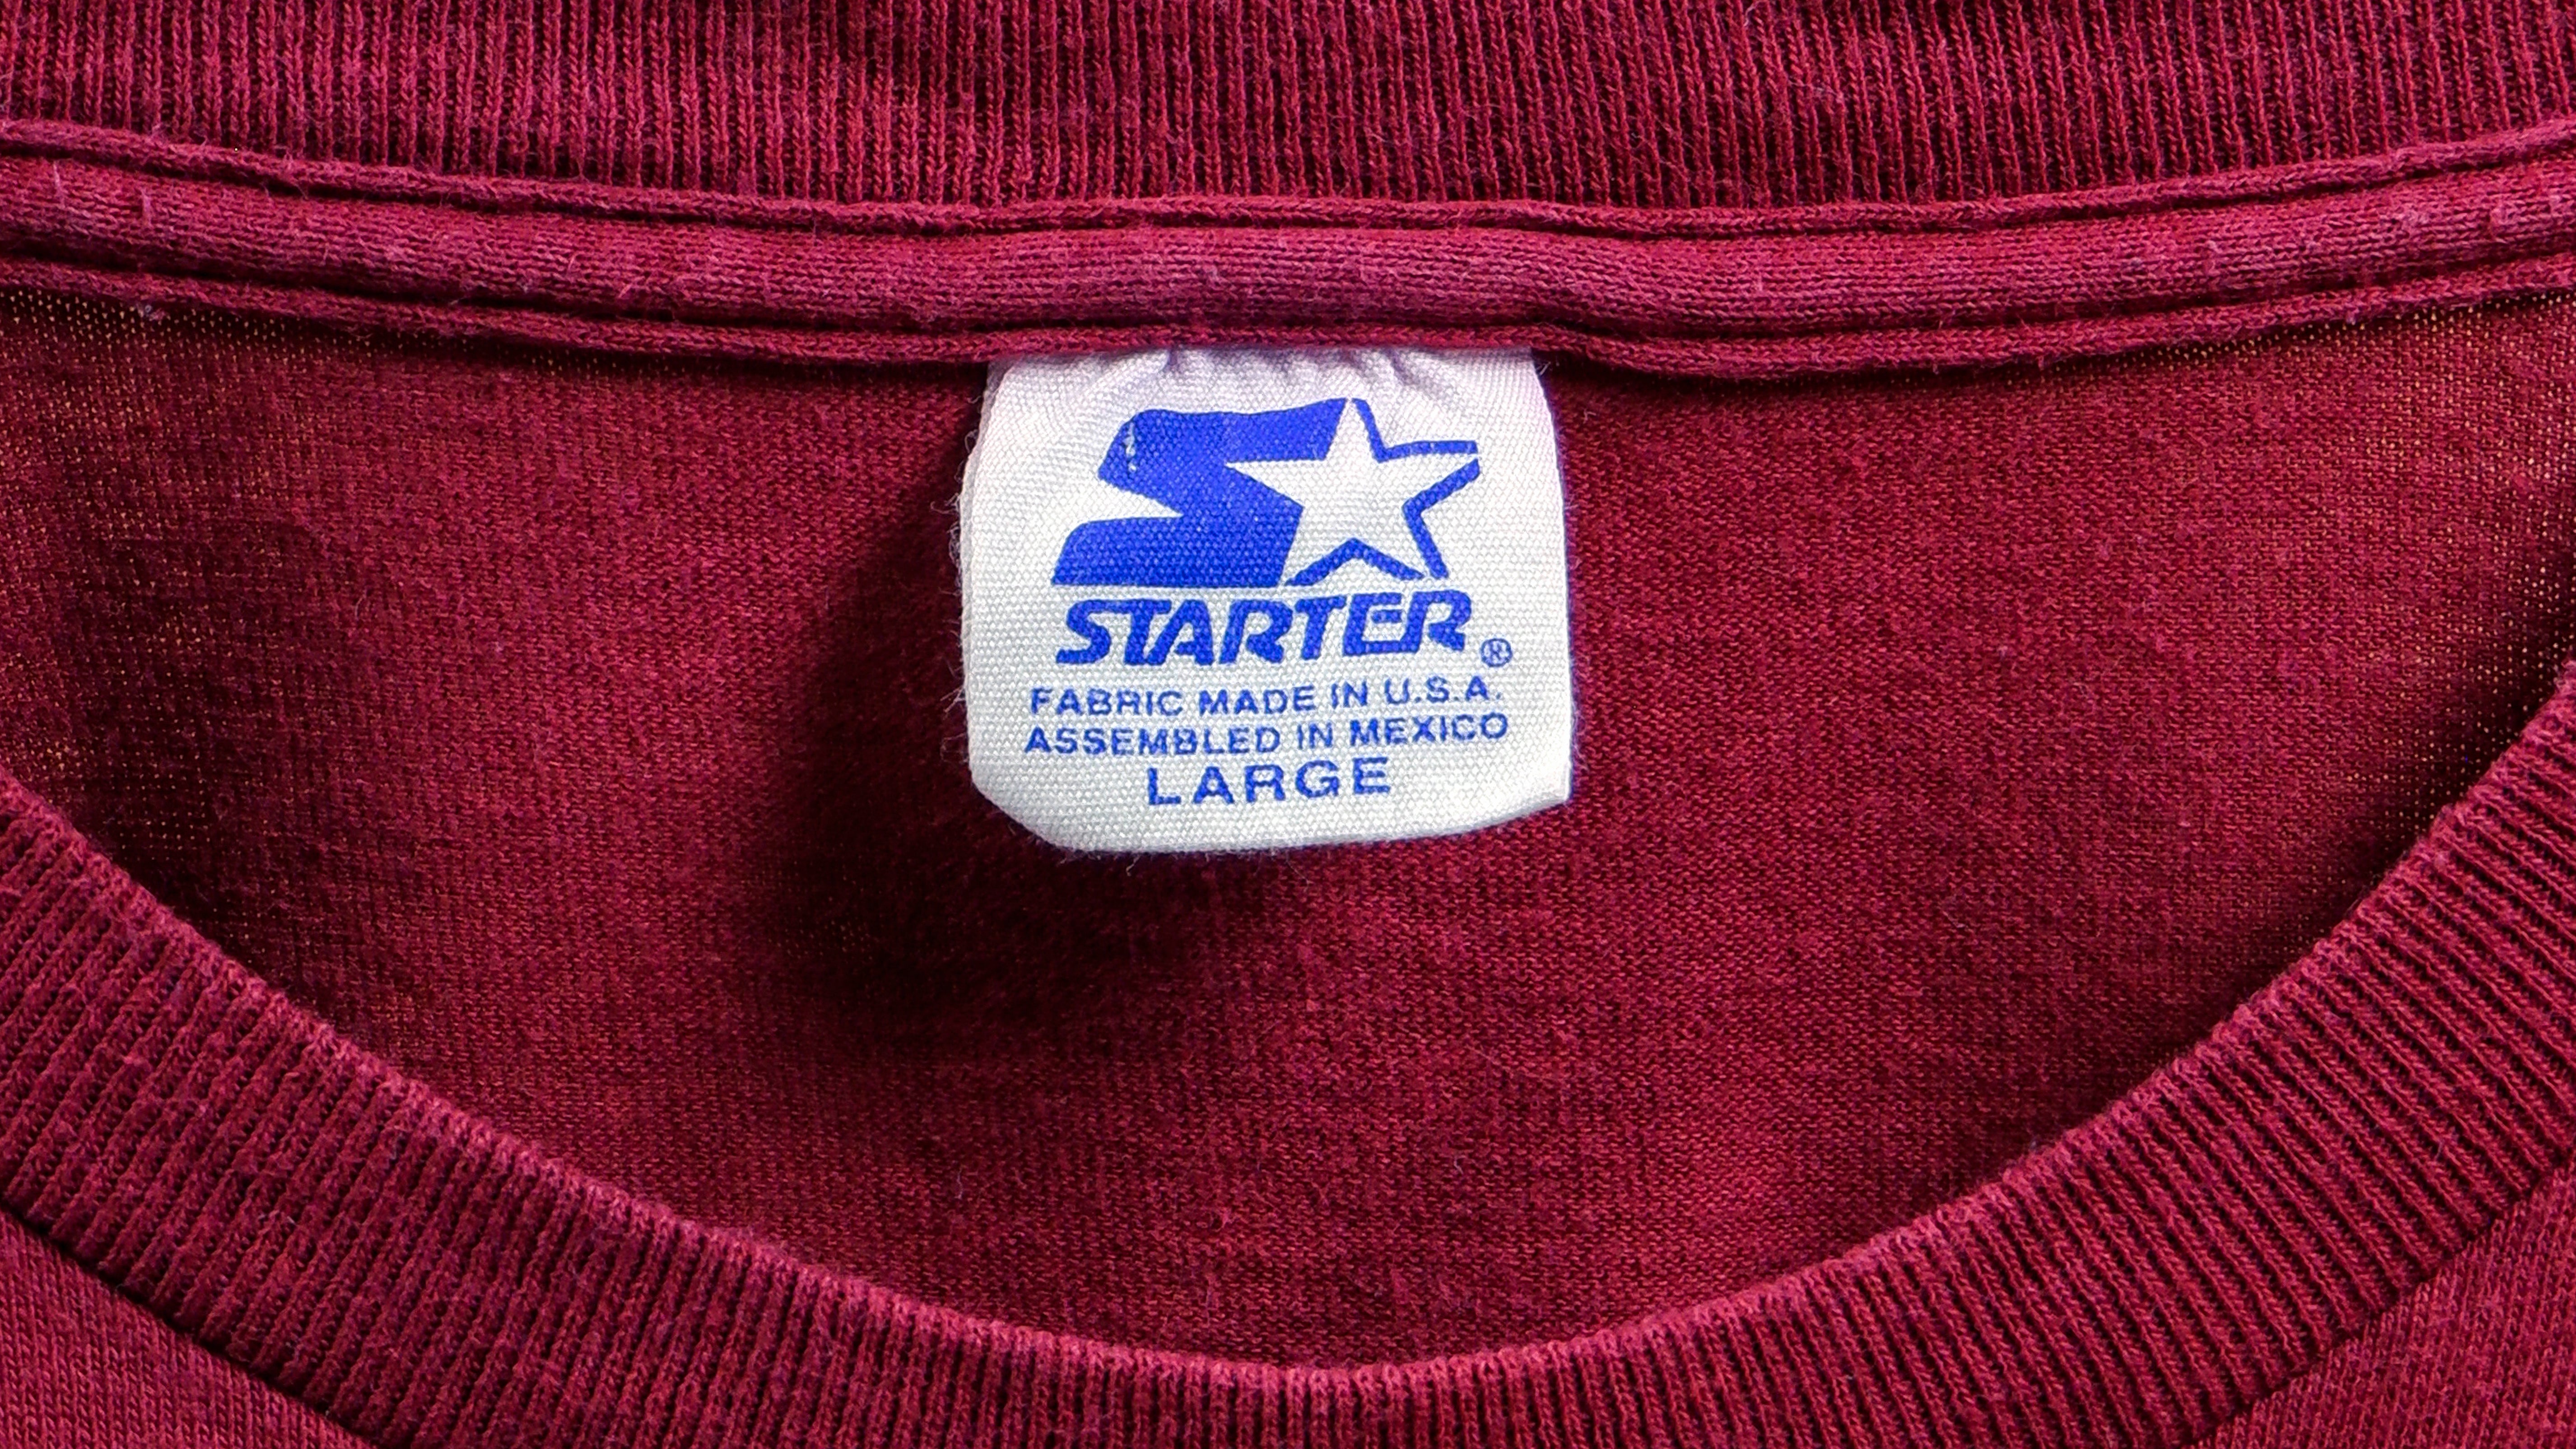 STARTER®
FABRIC MADE IN U.S.A.
ASSEMBLED IN MEXICO
LARGE